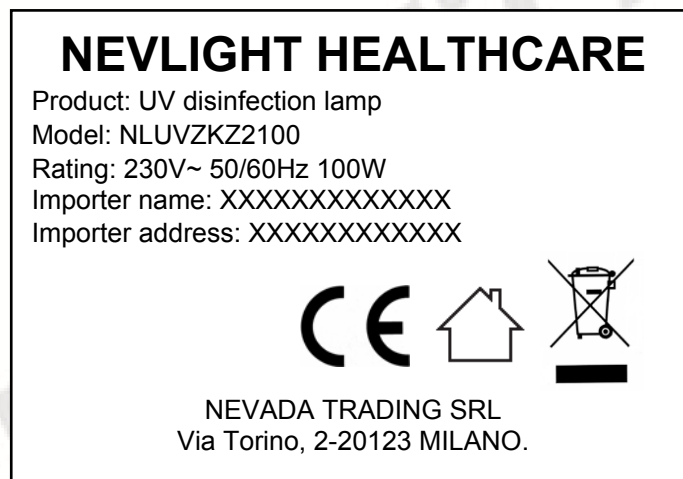 NEVLIGHT HEALTHCARE
Product: UV disinfection lamp
Model: NLUVZKZ2100
Rating: 230V~ 50/60Hz 100W
Importer name: XXXXXXXXXXXXX
Importer address: XXXXXXXXXXXX
CE
NEVADA TRADING SRL
Via Torino, 2-20123 MILANO.